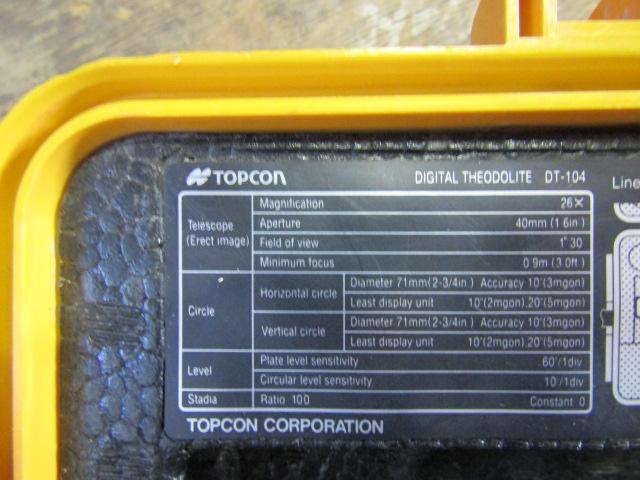 TOPCON DIGITAL THEODOLITE DT-104
Line
Telescope (Erect image)
Magnification 26×
Aperture 40mm (1.6in)
Field of view 1°30
Minimum focus 0.9m (3.0ft)
Circle
Horizontal circle
Diameter 71mm(2-3/4in.) Accuracy 10"(3mgon)
Least display unit 10"(2mgon),20"(5mgon)
Vertical circle
Diameter 71mm(2-3/4in.) Accuracy 10"(3mgon)
Least display unit 10"(2mgon),20"(5mgon)
Level
Plate level sensitivity 60"/1div
Circular level sensitivity 10'/1div
Stadia Ratio 100 Constant 0
TOPCON CORPORATION